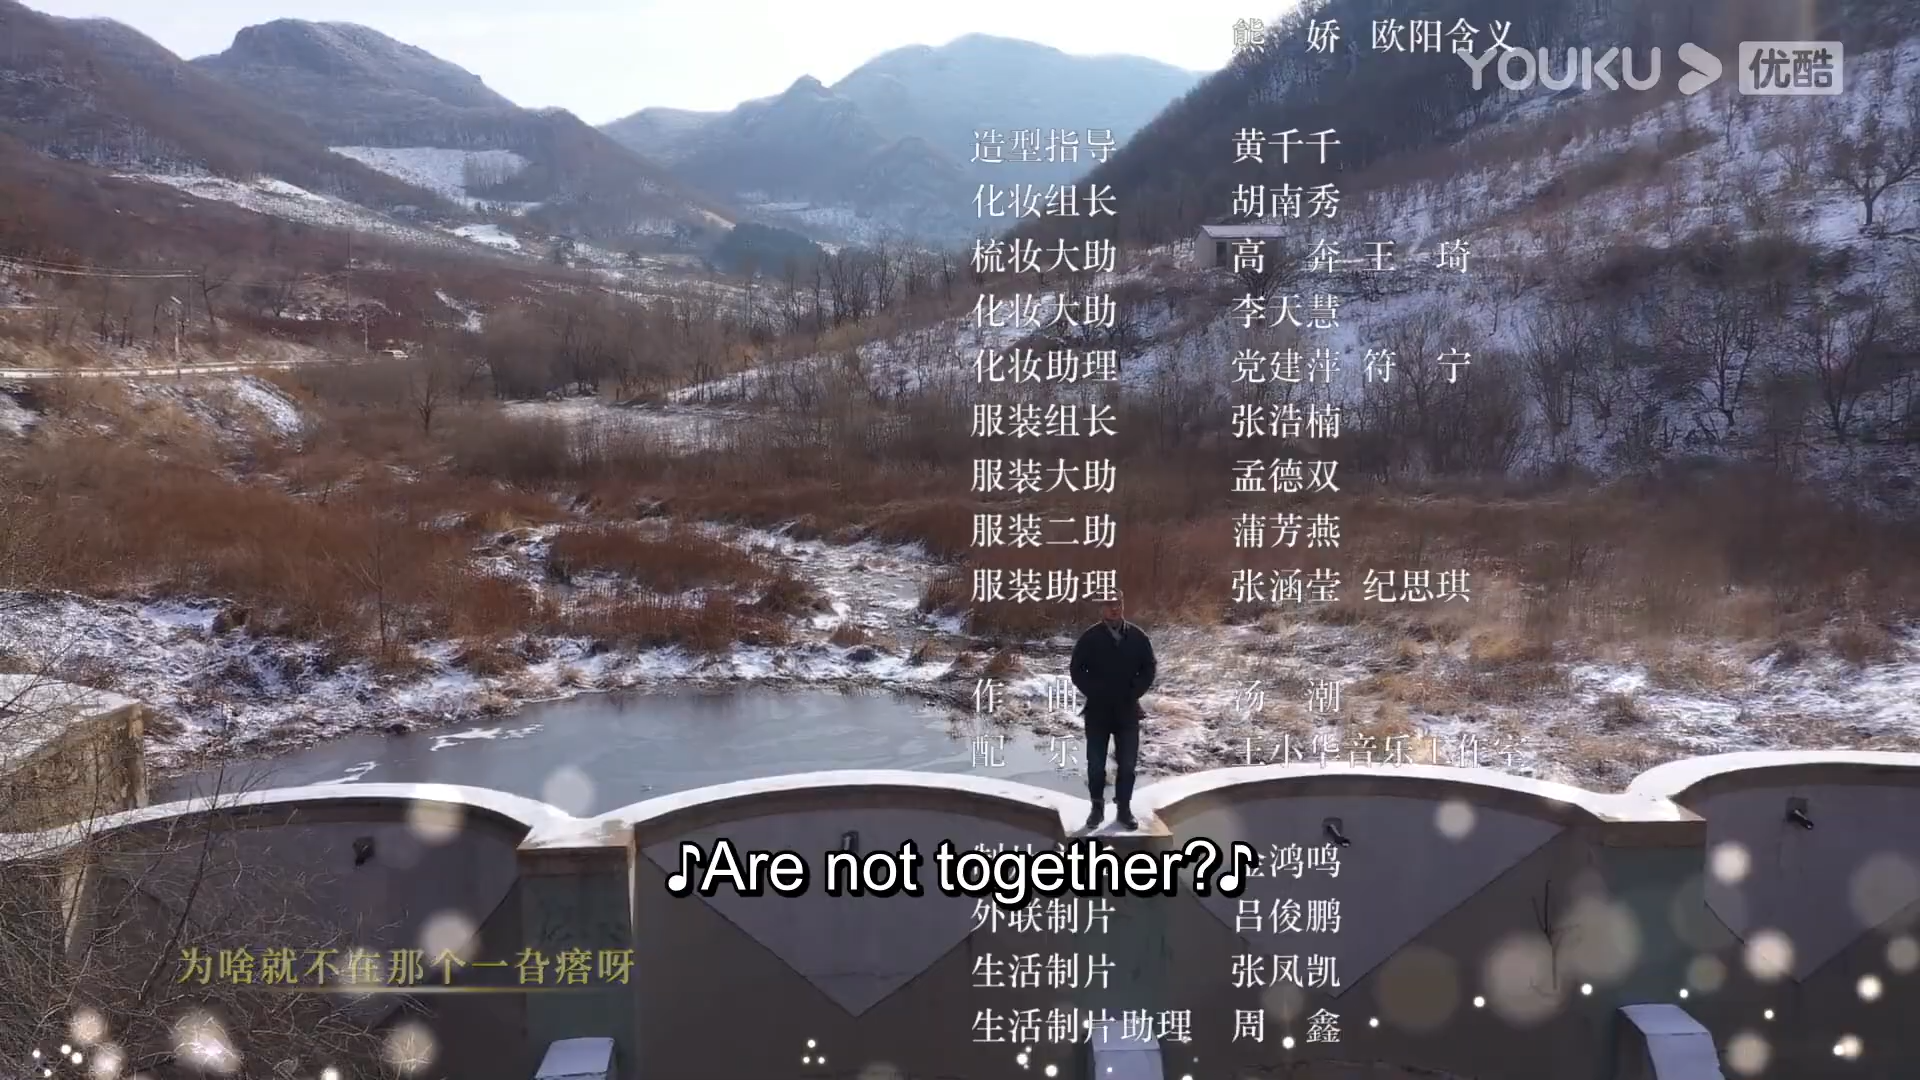 熊 娇 欧阳含义
YOUKU 优酷
造型指导 黄千千
化妆组长 胡南秀
梳妆大助 高 奔 王 琦
化妆大助 李天慧
化妆助理 党建萍 符 宁
服装组长 张浩楠
服装大助 孟德双
服装二助 蒲芳燕
服装助理 张涵莹 纪思琪
作 曲 汤 潮
配 乐 王小华音乐工作室
金鸿鸣
♪Are not together?♪
外联制片 吕俊鹏
为啥就不在那个一旮瘩呀
生活制片 张凤凯
生活制片助理 周 鑫